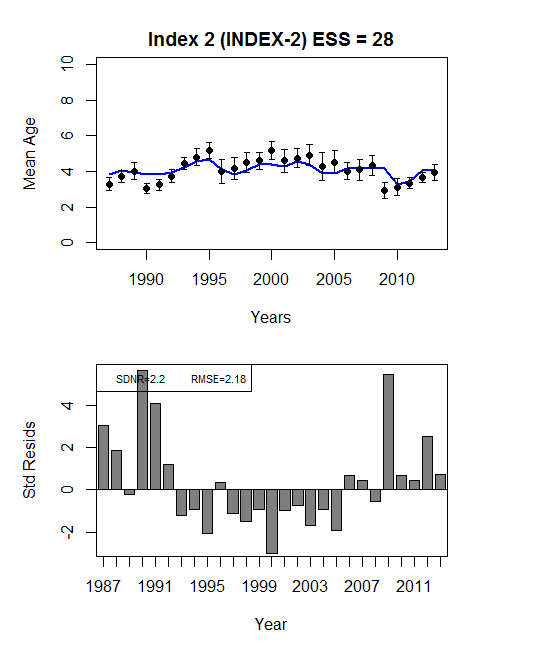 Index 2 (INDEX-2) ESS = 28
10
8
6
4
2
0
Mean Age
1990 1995 2000 2005 2010
Years
SDNR=2.2 RMSE=2.18
4
2
0
-2
Std Resids
1987 1991 1995 1999 2003 2007 2011
Year